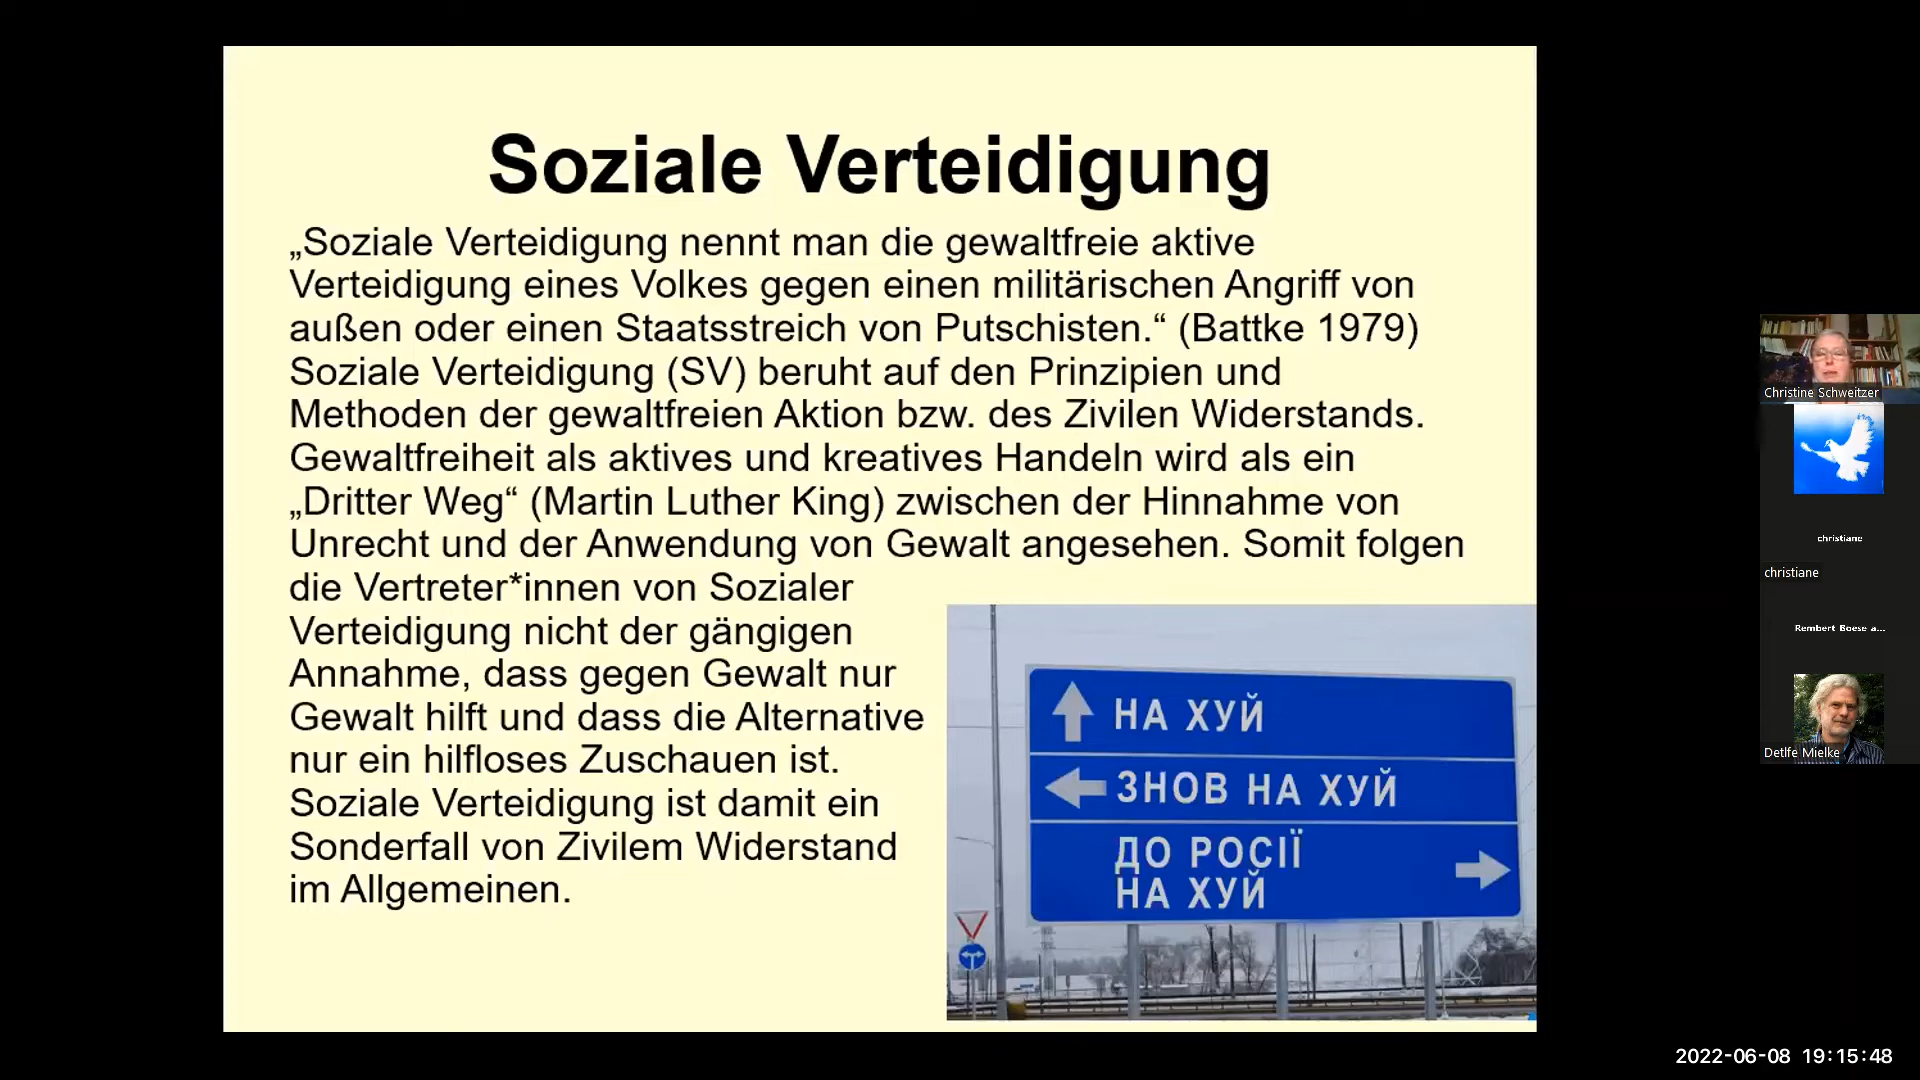 Soziale Verteidigung
„Soziale Verteidigung nennt man die gewaltfreie aktive
Verteidigung eines Volkes gegen einen militärischen Angriff von
außen oder einen Staatsstreich von Putschisten.“ (Battke 1979)
Soziale Verteidigung (SV) beruht auf den Prinzipien und
Methoden der gewaltfreien Aktion bzw. des Zivilen Widerstands.
Gewaltfreiheit als aktives und kreatives Handeln wird als ein
„Dritter Weg“ (Martin Luther King) zwischen der Hinnahme von
Unrecht und der Anwendung von Gewalt angesehen. Somit folgen
die Vertreter*innen von Sozialer
Verteidigung nicht der gängigen
Annahme, dass gegen Gewalt nur
Gewalt hilft und dass die Alternative
nur ein hilfloses Zuschauen ist.
Soziale Verteidigung ist damit ein
Sonderfall von Zivilem Widerstand
im Allgemeinen.
НА ХУЙ
ЗНОВ НА ХУЙ
ДО РОСІЇ
НА ХУЙ
Christine Schweitzer
christiane
christiane
Rembert Boese a...
Detlfe Mielke
2022-06-08 19:15:48